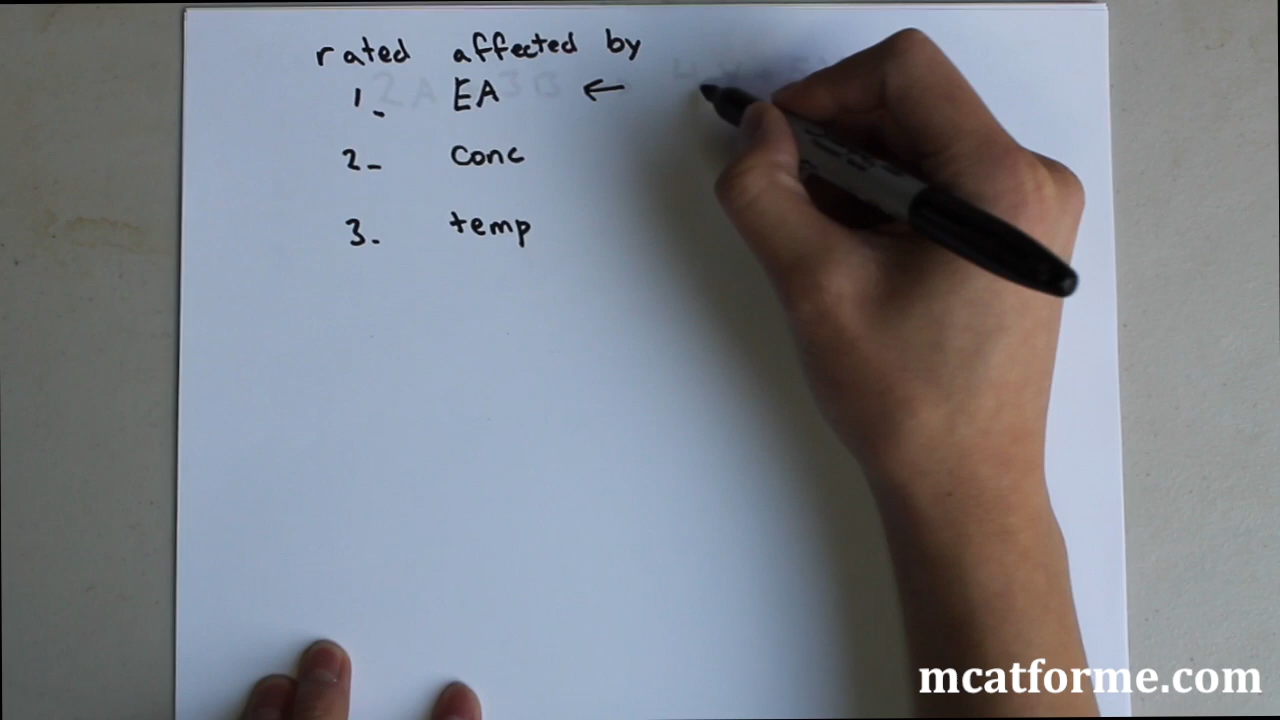 rated affected by
1. EA ←
2. Conc
3. temp
mcatforme.com